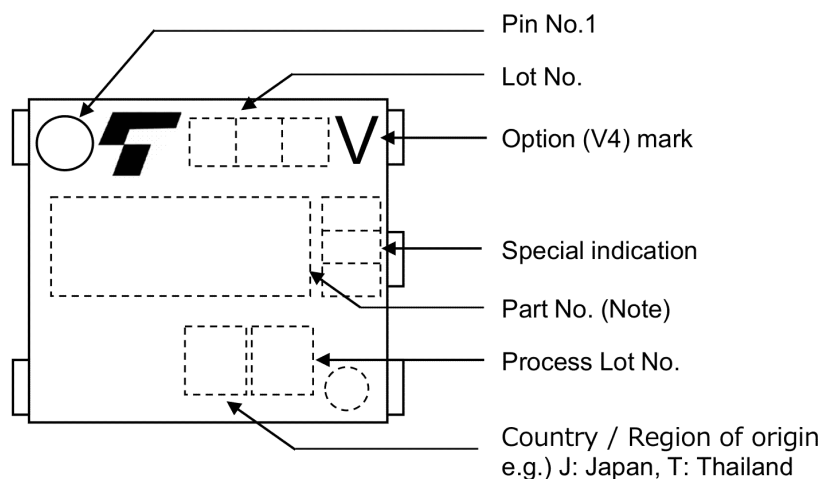 Pin No.1
Lot No.
V
Option (V4) mark
Special indication
Part No. (Note)
Process Lot No.
Country / Region of origin
e.g.) J: Japan, T: Thailand